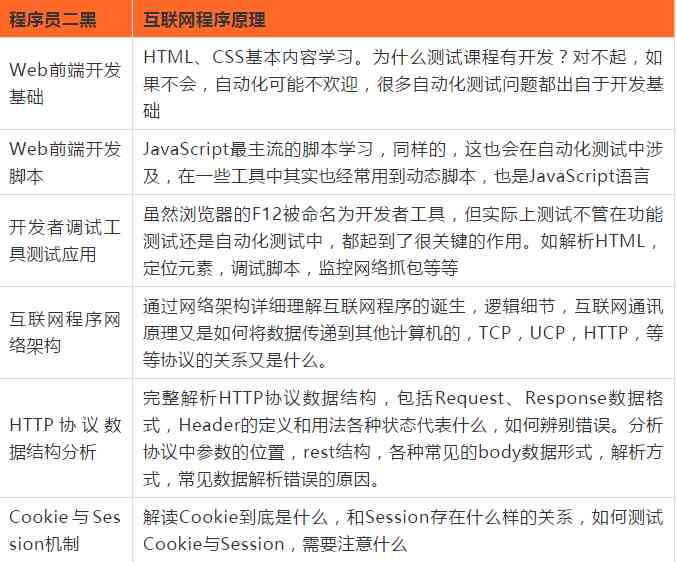 程序员二黑
互联网程序原理
Web前端开发
基础
HTML、CSS基本内容学习。为什么测试课程有开发？对不起，如
果不会，自动化可能不欢迎，很多自动化测试问题都出自于开发基
础
Web前端开发
脚本
JavaScript最主流的脚本学习，同样的，这也会在自动化测试中涉
及，在一些工具中其实也经常用到动态脚本，也是JavaScript语言
开发者调试工
具测试应用
虽然浏览器的F12被命名为开发者工具，但实际上测试不管在功能
测试还是自动化测试中，都起到了很关键的作用。如解析HTML，
定位元素，调试脚本，监控网络抓包等等
互联网程序网
络架构
通过网络架构详细理解互联网程序的诞生，逻辑细节，互联网通讯
原理又是如何将数据传递到其他计算机的，TCP，UCP，HTTP，等
等协议的关系又是什么。
HTTP协议数
据结构分析
完整解析HTTP协议数据结构，包括Request、Response数据格
式，Header的定义和用法各种状态代表什么，如何辨别错误。分析
协议中参数的位置，rest结构，各种常见的body数据形式，解析方
式，常见数据解析错误的原因。
Cookie与Ses
sion机制
解读Cookie到底是什么，和Session存在什么样的关系，如何测试
Cookie与Session，需要注意什么